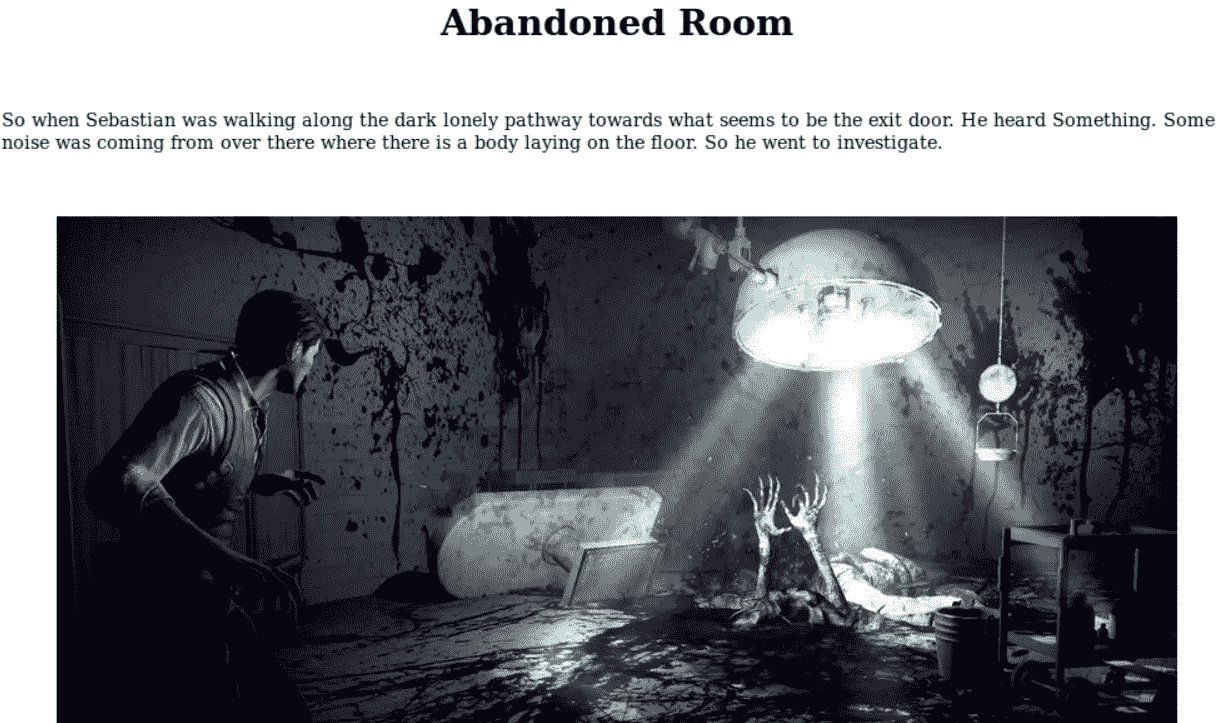 Abandoned Room
So when Sebastian was walking along the dark lonely pathway towards what seems to be the exit door. He heard Something. Some
noise was coming from over there where there is a body laying on the floor. So he went to investigate.